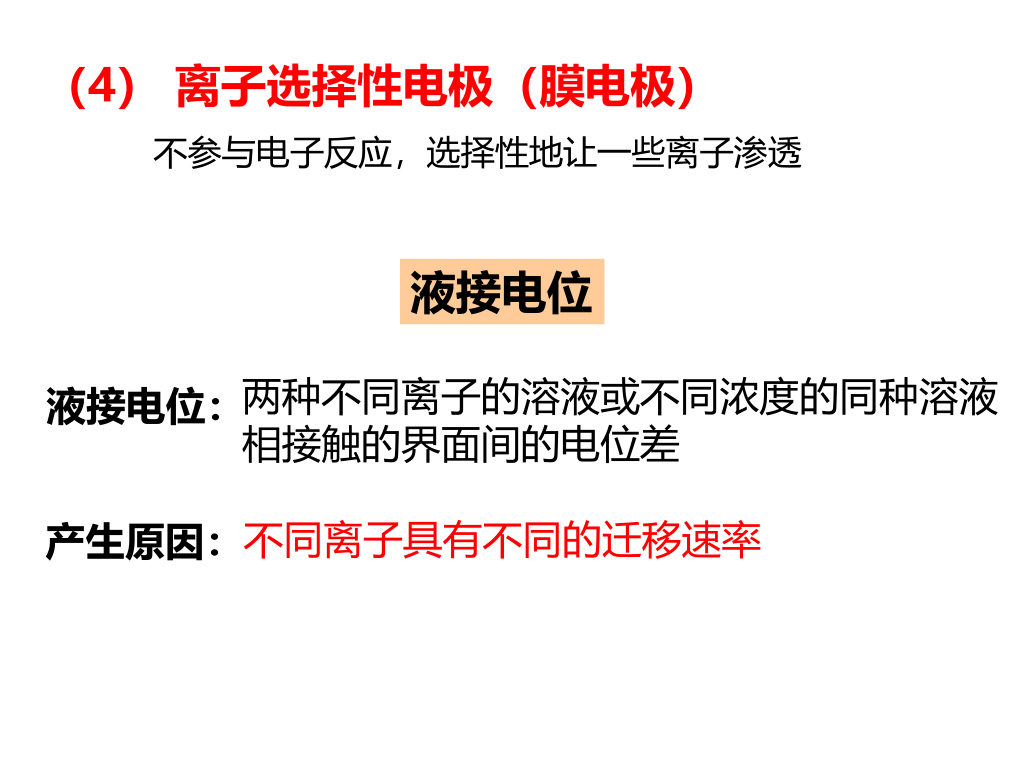 （4） 离子选择性电极（膜电极）
不参与电子反应，选择性地让一些离子渗透
液接电位
液接电位：两种不同离子的溶液或不同浓度的同种溶液
相接触的界面间的电位差
产生原因：不同离子具有不同的迁移速率